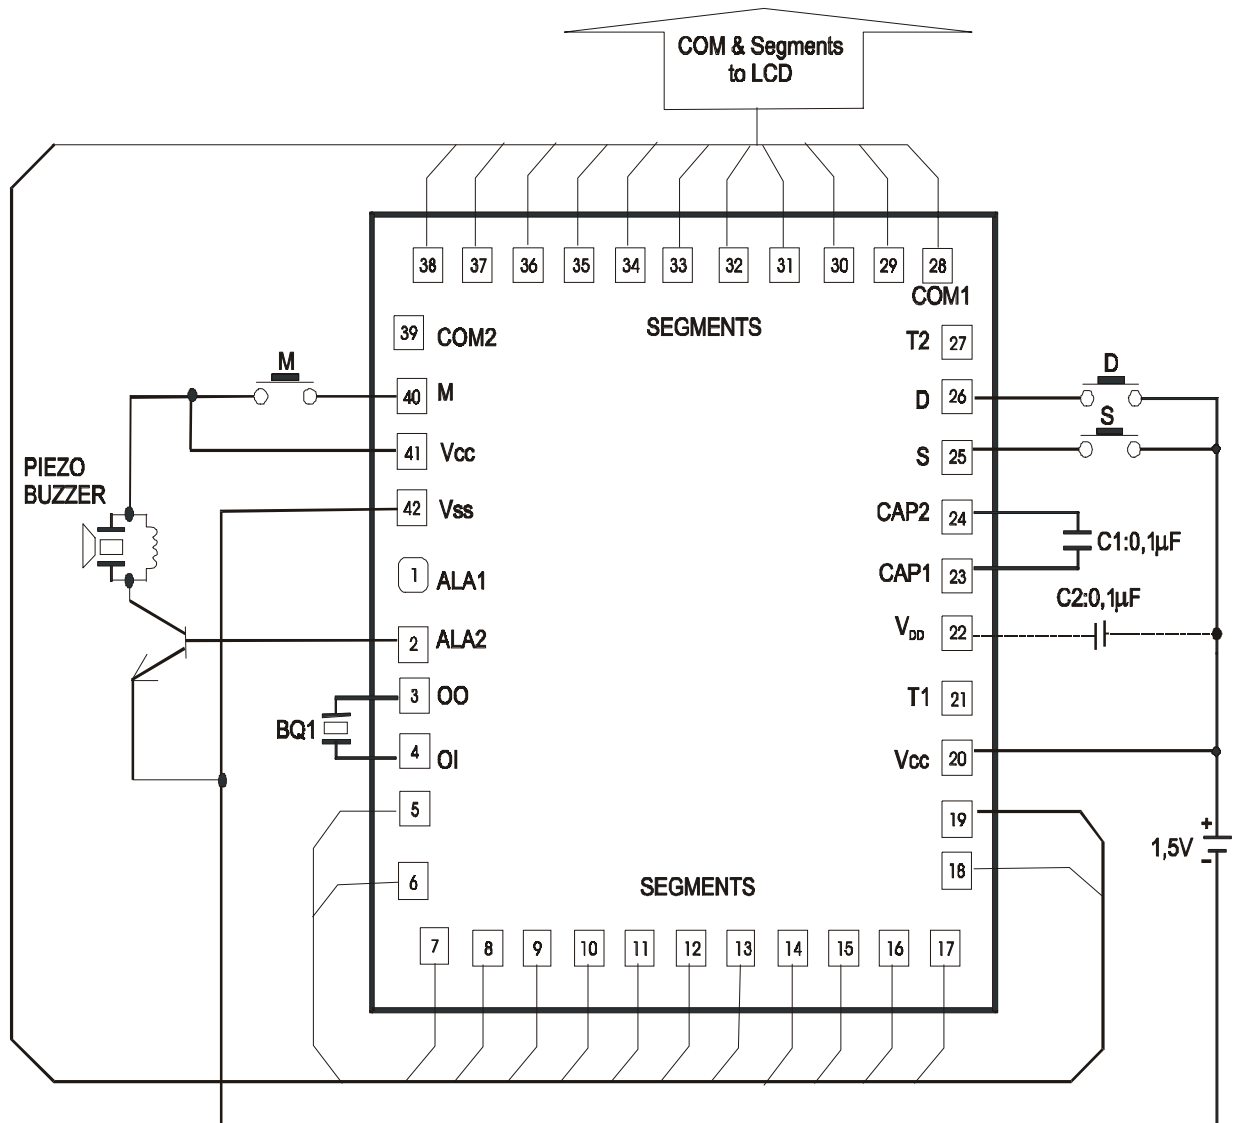 COM & Segments
to LCD
38 37 36 35 34 33 32 31 30 29 28
COM1
39 COM2
SEGMENTS
T2 27
M
40 M
D 26
D
41 Vcc
S 25
S
PIEZO
BUZZER
42 Vss
CAP2 24
C1:0,1µF
1 ALA1
CAP1 23
C2:0,1µF
2 ALA2
VDD 22
3 OO
T1 21
BQ1
4 OI
Vcc 20
5
19
+
1,5V
-
6
18
SEGMENTS
7 8 9 10 11 12 13 14 15 16 17